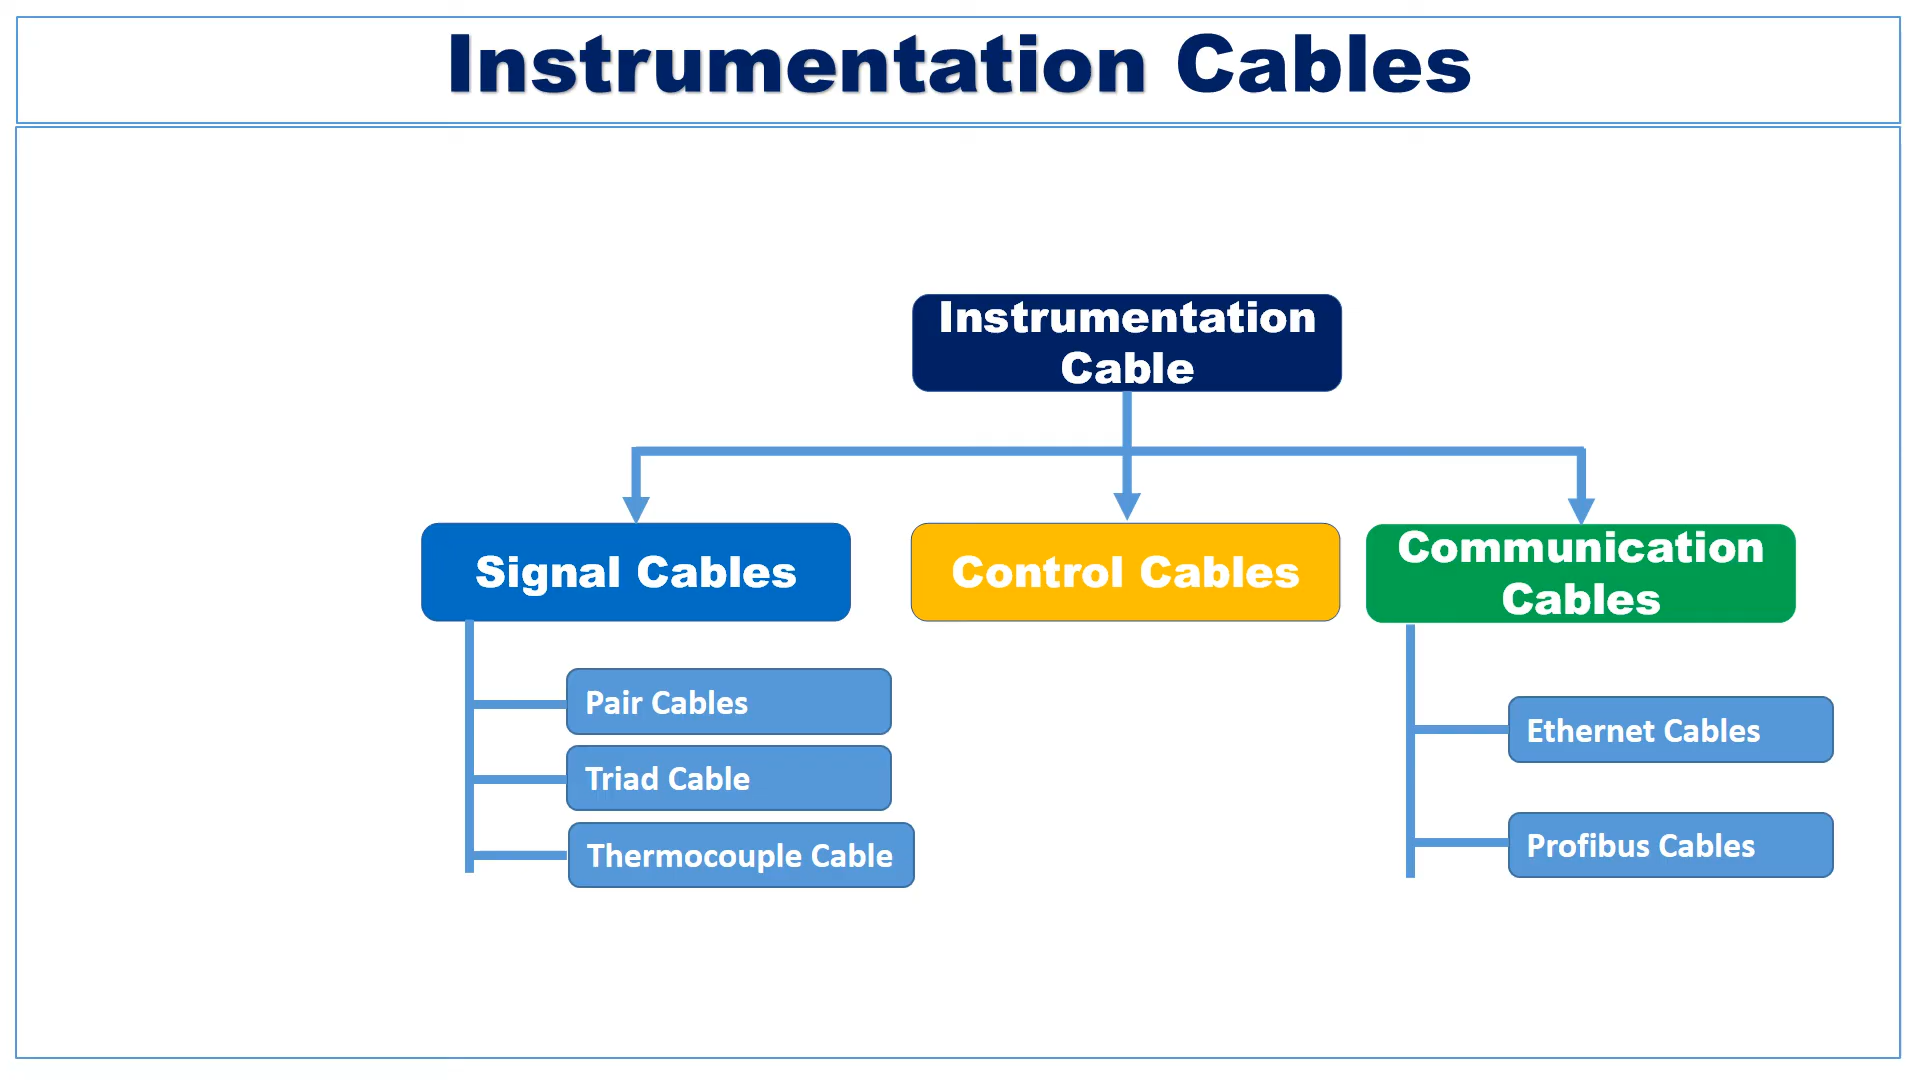 Instrumentation Cables
Instrumentation
Cable
Signal Cables
Control Cables
Communication
Cables
Pair Cables
Triad Cable
Thermocouple Cable
Ethernet Cables
Profibus Cables